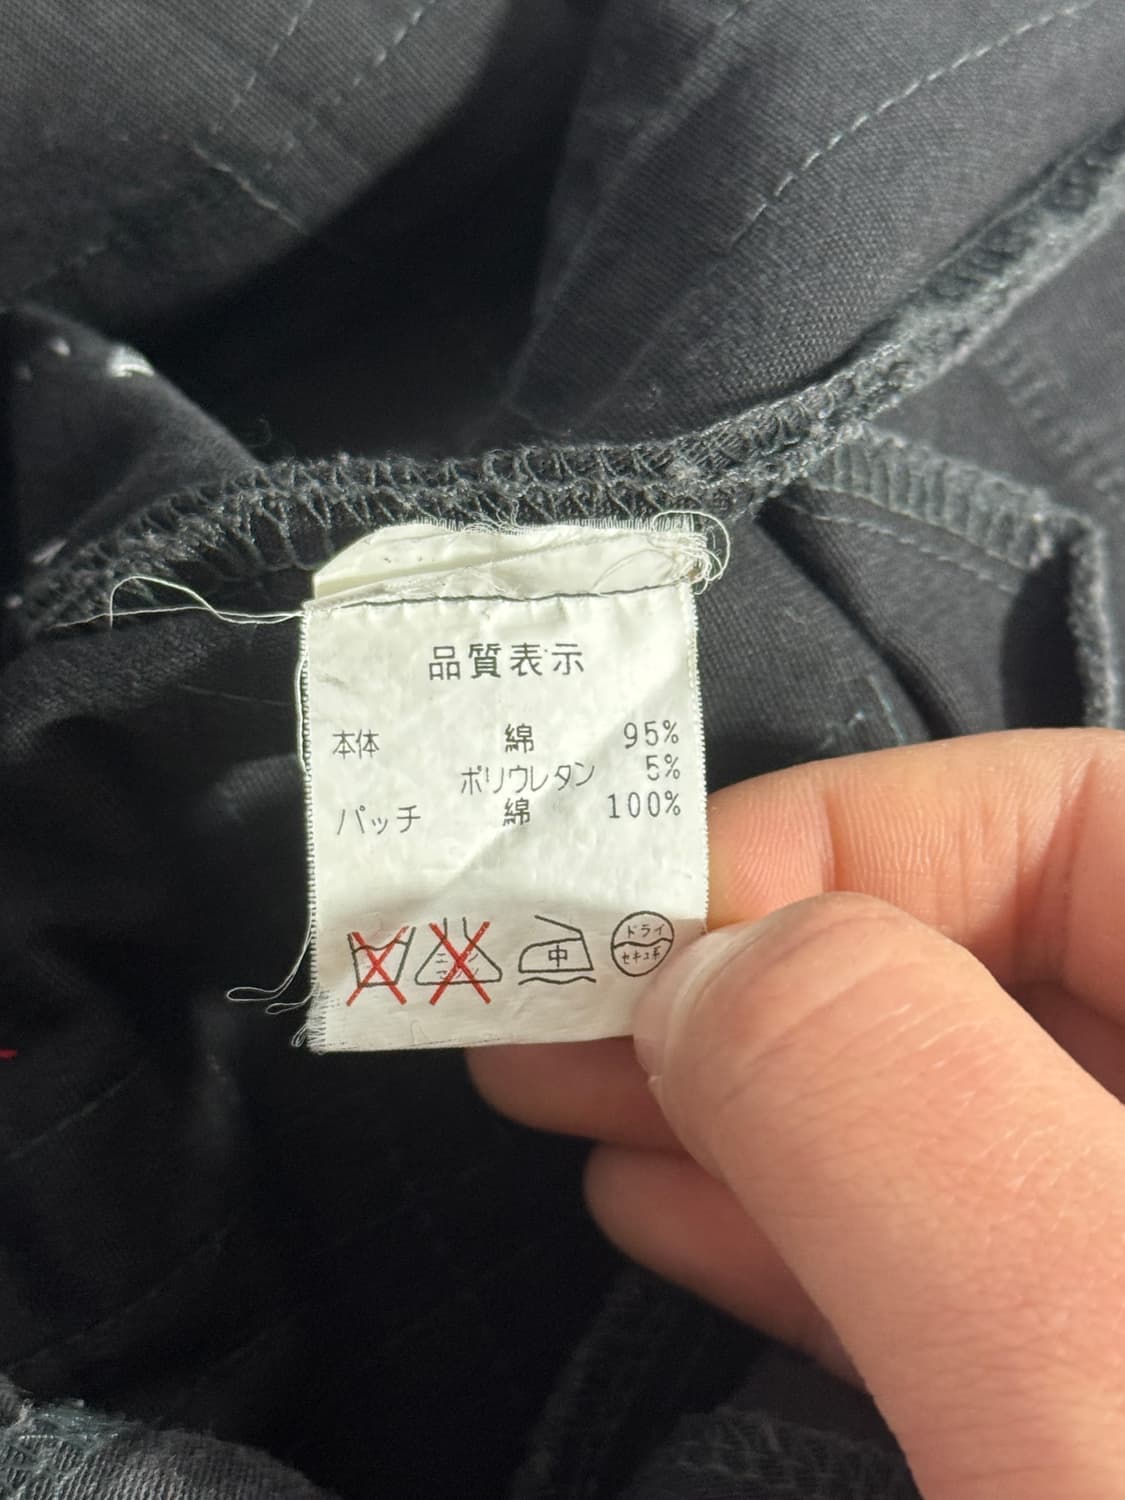 品質表示
本体 綿 95%
ポリウレタン 5%
パッチ 綿 100%
中 ドライ
セキユ系